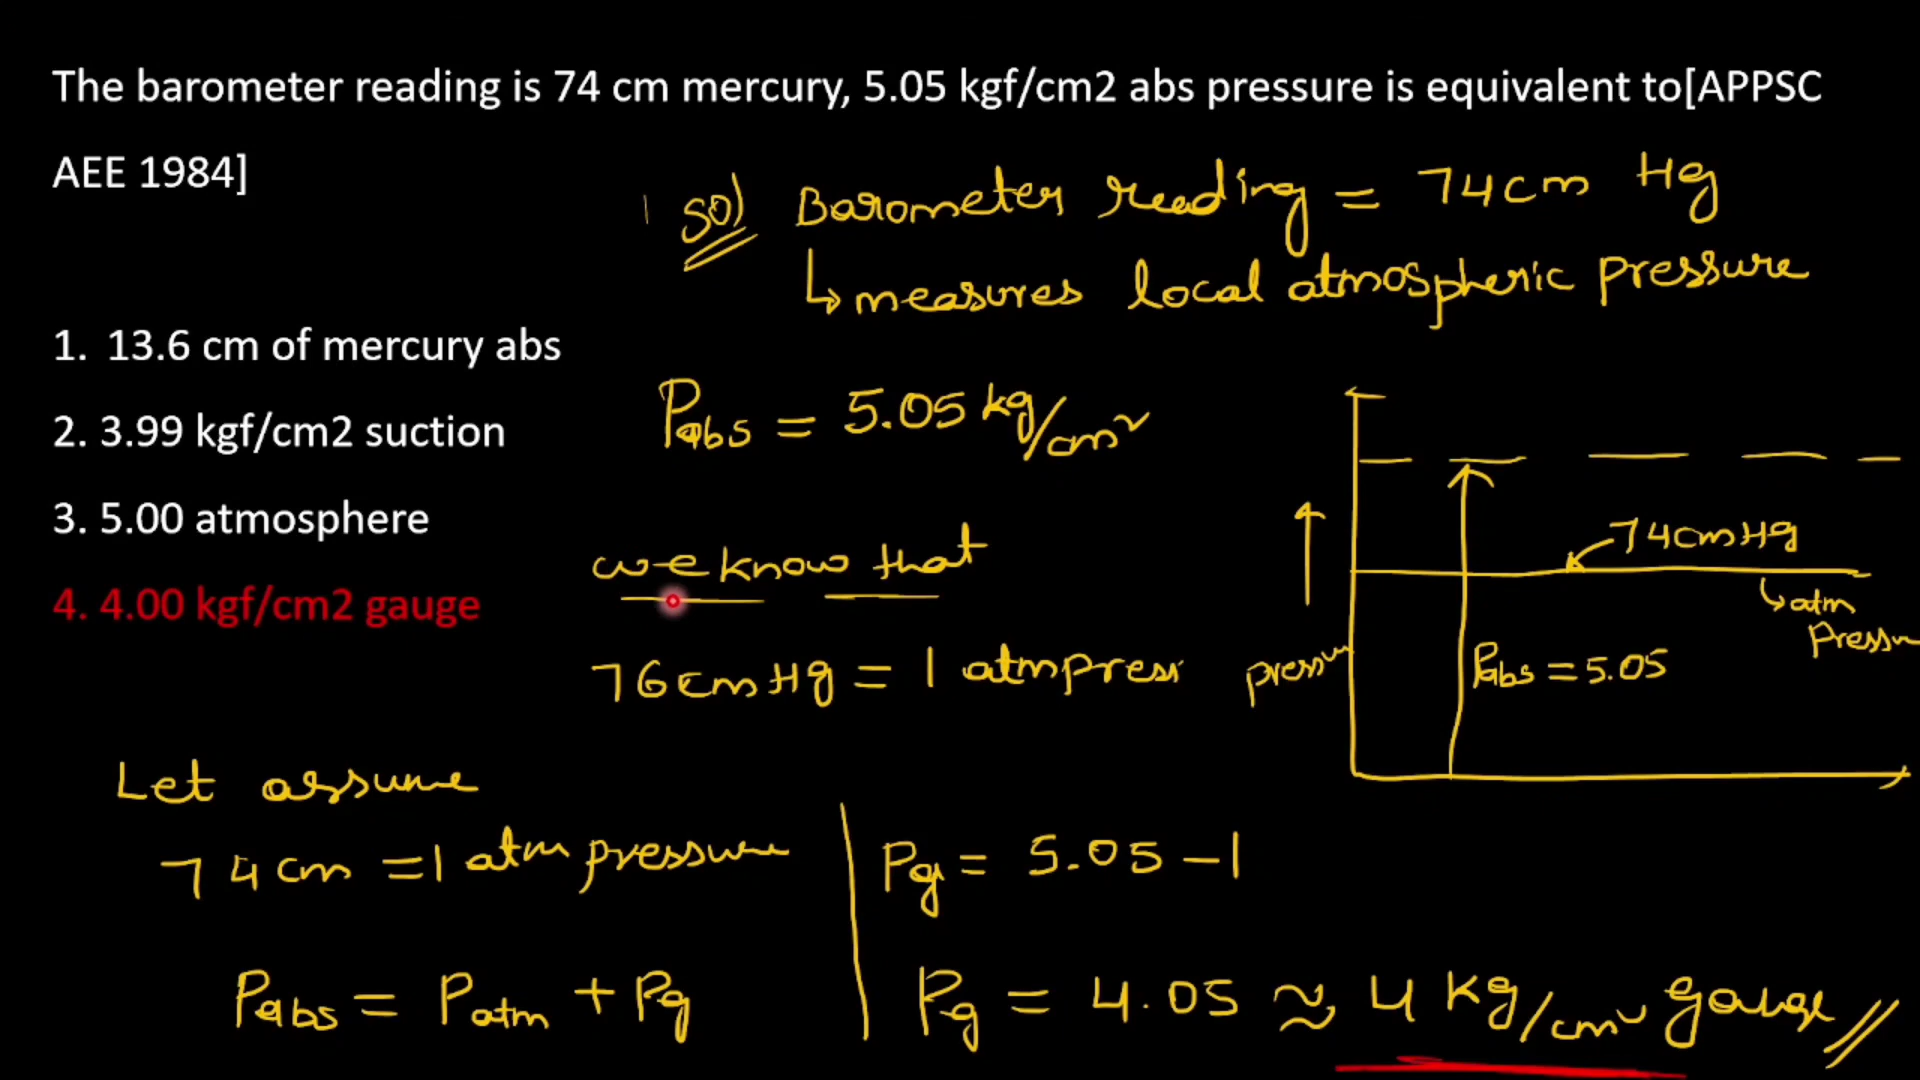 The barometer reading is 74 cm mercury, 5.05 kgf/cm2 abs pressure is equivalent to[APPSC
AEE 1984]
1. 13.6 cm of mercury abs
2. 3.99 kgf/cm2 suction
3. 5.00 atmosphere
4. 4.00 kgf/cm2 gauge
Sol Barometer reading = 74cm Hg
↳ measures local atmospheric pressure
Pabs = 5.05 kg/cm²
we know that
76cmHg = 1 atm press
pressu
74cmHg
↳ atm
Pressu
Pabs = 5.05
Let assume
74 cm = 1 atm pressure
Pabs = Patm + Pg
Pg = 5.05 - 1
Pg = 4.05 ≈ 4 kg/cm² gauge //